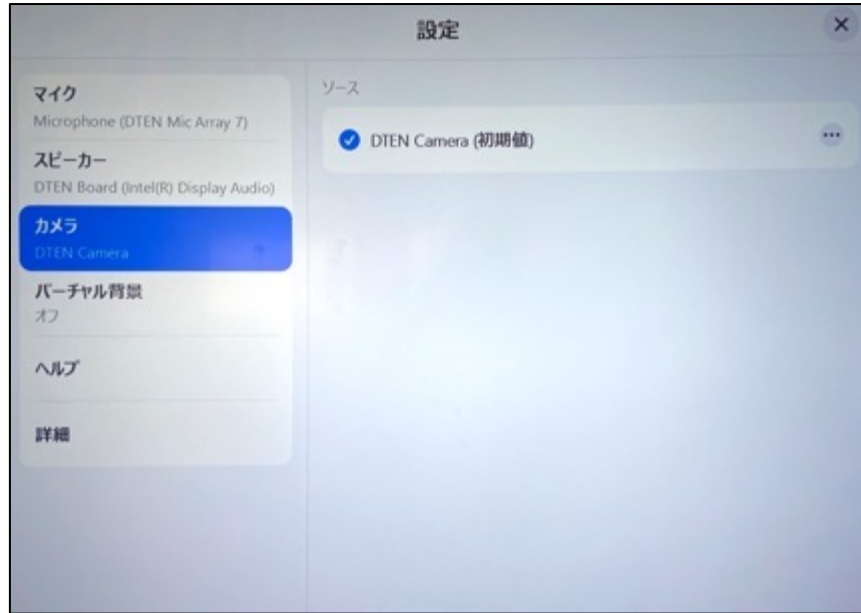 設定
マイク
Microphone (DTEN Mic Array 7)
スピーカー
DTEN Board (Intel(R) Display Audio)
カメラ
DTEN Camera
バーチャル背景
オフ
ヘルプ
詳細
ソース
DTEN Camera (初期値)